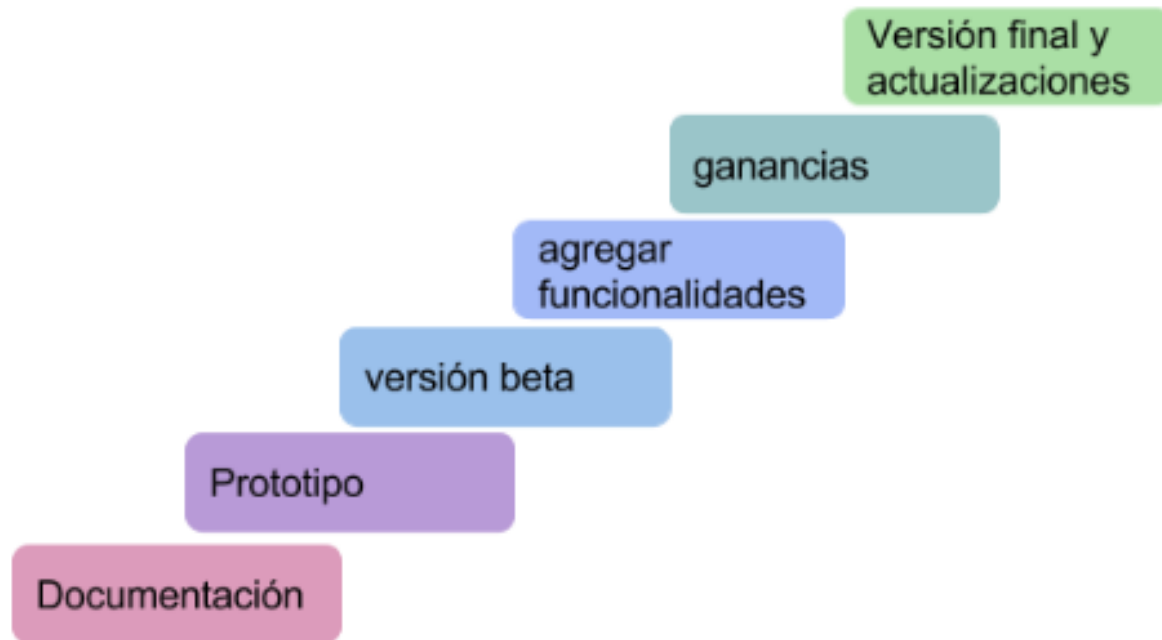 Versión final y
actualizaciones
ganancias
agregar
funcionalidades
versión beta
Prototipo
Documentación